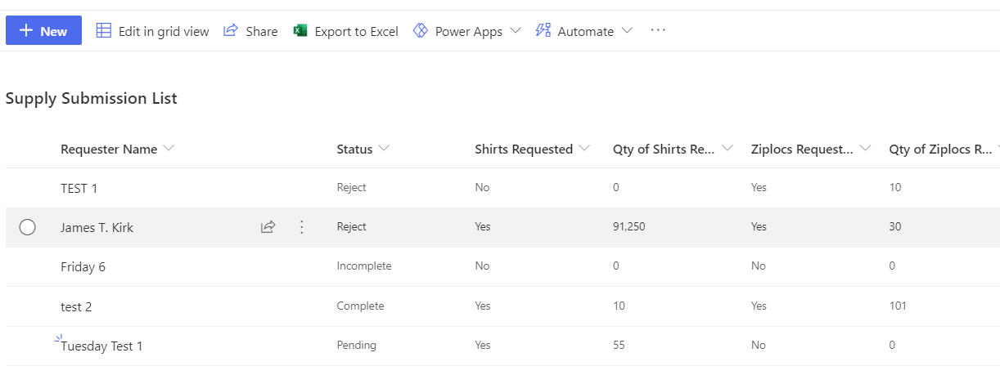 New Edit in grid view Share Export to Excel Power Apps Automate ...
Supply Submission List
Requester Name Status Shirts Requested Qty of Shirts Re... Ziplocs Request... Qty of Ziplocs R...
TEST 1 Reject No 0 Yes 10
James T. Kirk Reject Yes 91,250 Yes 30
Friday 6 Incomplete No 0 No 0
test 2 Complete Yes 10 Yes 101
Tuesday Test 1 Pending Yes 55 No 0